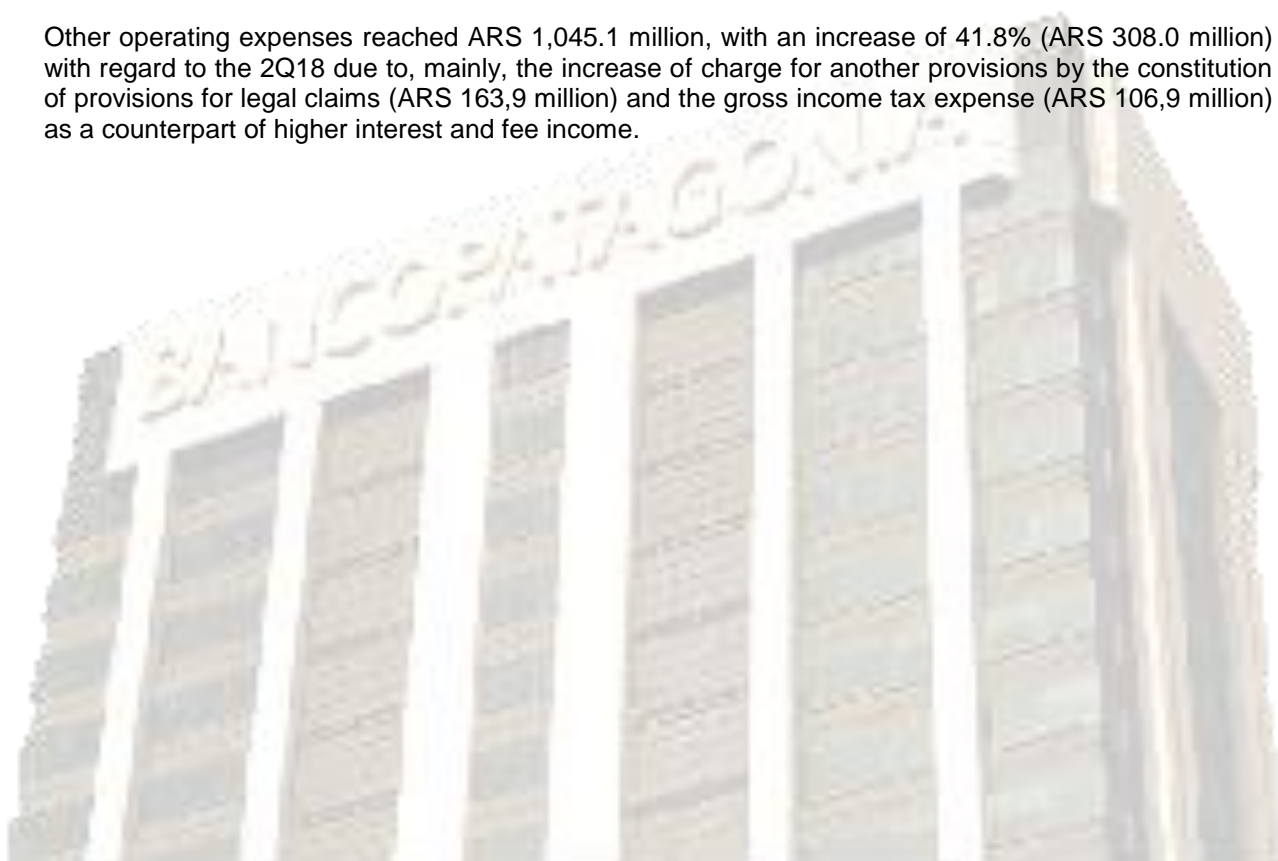 Other operating expenses reached ARS 1,045.1 million, with an increase of 41.8% (ARS 308.0 million)
with regard to the 2Q18 due to, mainly, the increase of charge for another provisions by the constitution
of provisions for legal claims (ARS 163,9 million) and the gross income tax expense (ARS 106,9 million)
as a counterpart of higher interest and fee income.
BANCO PATAGONIA